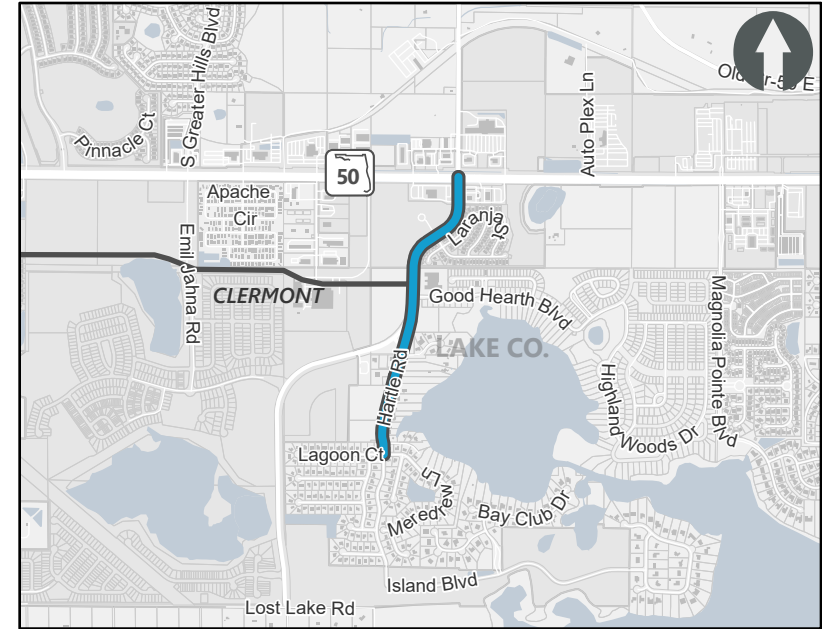 S Greater Hills Blvd
Pinnacle Ct
Auto Plex Ln
Old Cr-50 E
50
Apache
Cir
Laranja St
Emil Jahna Rd
CLERMONT
Good Hearth Blvd
Magnolia Pointe Blvd
LAKE CO.
Hartle Rd
Highland
Woods Dr
Lagoon Ct
Meredrew Ln
Bay Club Dr
Island Blvd
Lost Lake Rd